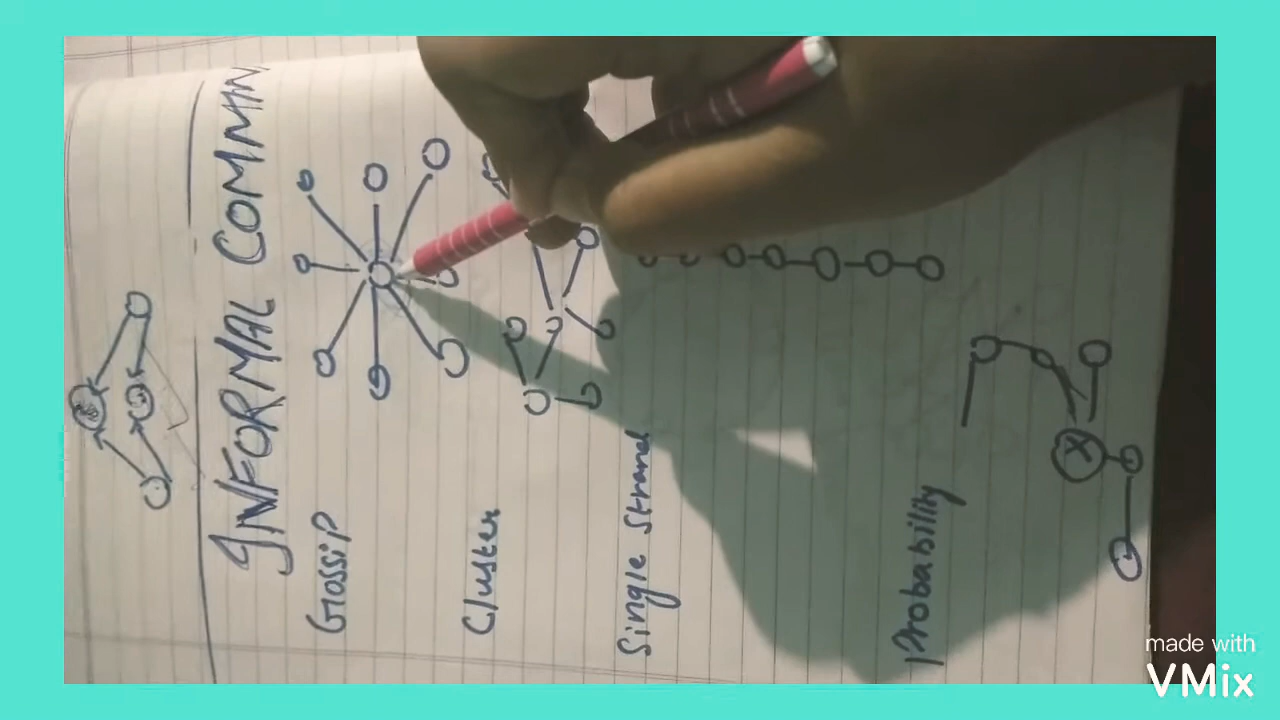 INFORMAL COMMN
Gossip
Cluster
Single Strand
Probability
X
made with
VMix